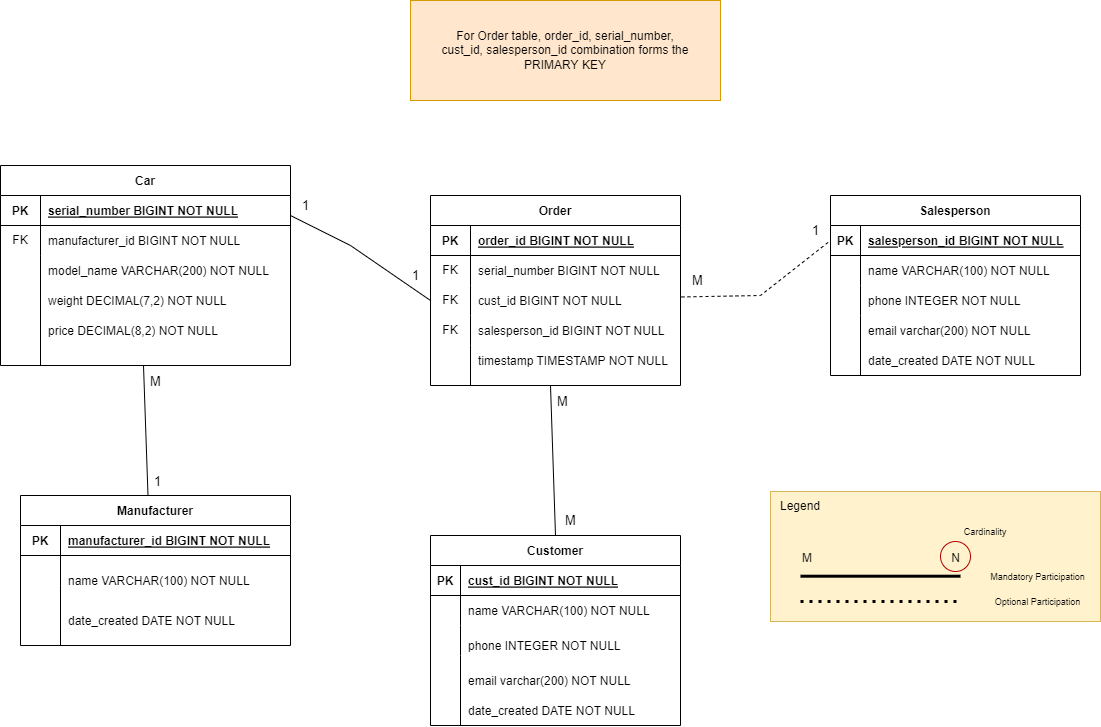 For Order table, order_id, serial_number,
cust_id, salesperson_id combination forms the
PRIMARY KEY
Car
PK serial_number BIGINT NOT NULL
FK manufacturer_id BIGINT NOT NULL
model_name VARCHAR(200) NOT NULL
weight DECIMAL(7,2) NOT NULL
price DECIMAL(8,2) NOT NULL
1
1
Order
PK order_id BIGINT NOT NULL
FK serial_number BIGINT NOT NULL
FK cust_id BIGINT NOT NULL
FK salesperson_id BIGINT NOT NULL
timestamp TIMESTAMP NOT NULL
M
1
Salesperson
PK salesperson_id BIGINT NOT NULL
name VARCHAR(100) NOT NULL
phone INTEGER NOT NULL
email varchar(200) NOT NULL
date_created DATE NOT NULL
M
1
Manufacturer
PK manufacturer_id BIGINT NOT NULL
name VARCHAR(100) NOT NULL
date_created DATE NOT NULL
M
M
Customer
PK cust_id BIGINT NOT NULL
name VARCHAR(100) NOT NULL
phone INTEGER NOT NULL
email varchar(200) NOT NULL
date_created DATE NOT NULL
Legend
Cardinality
M N
Mandatory Participation
Optional Participation